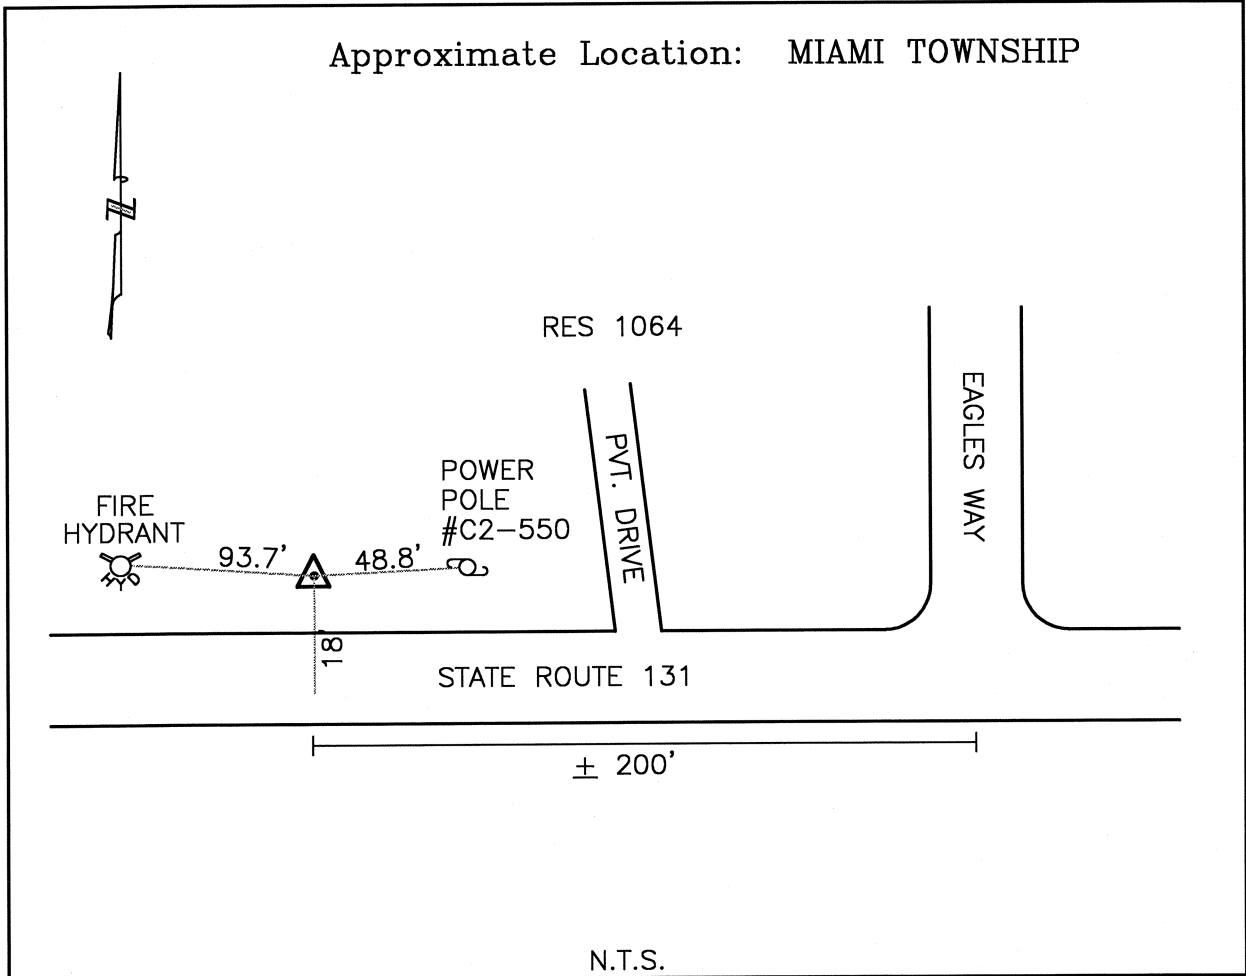 Approximate Location: MIAMI TOWNSHIP
N
RES 1064
EAGLES WAY
PVT. DRIVE
POWER
POLE
#C2-550
FIRE
HYDRANT
93.7'
48.8'
HYD
18'
STATE ROUTE 131
± 200'
N.T.S.